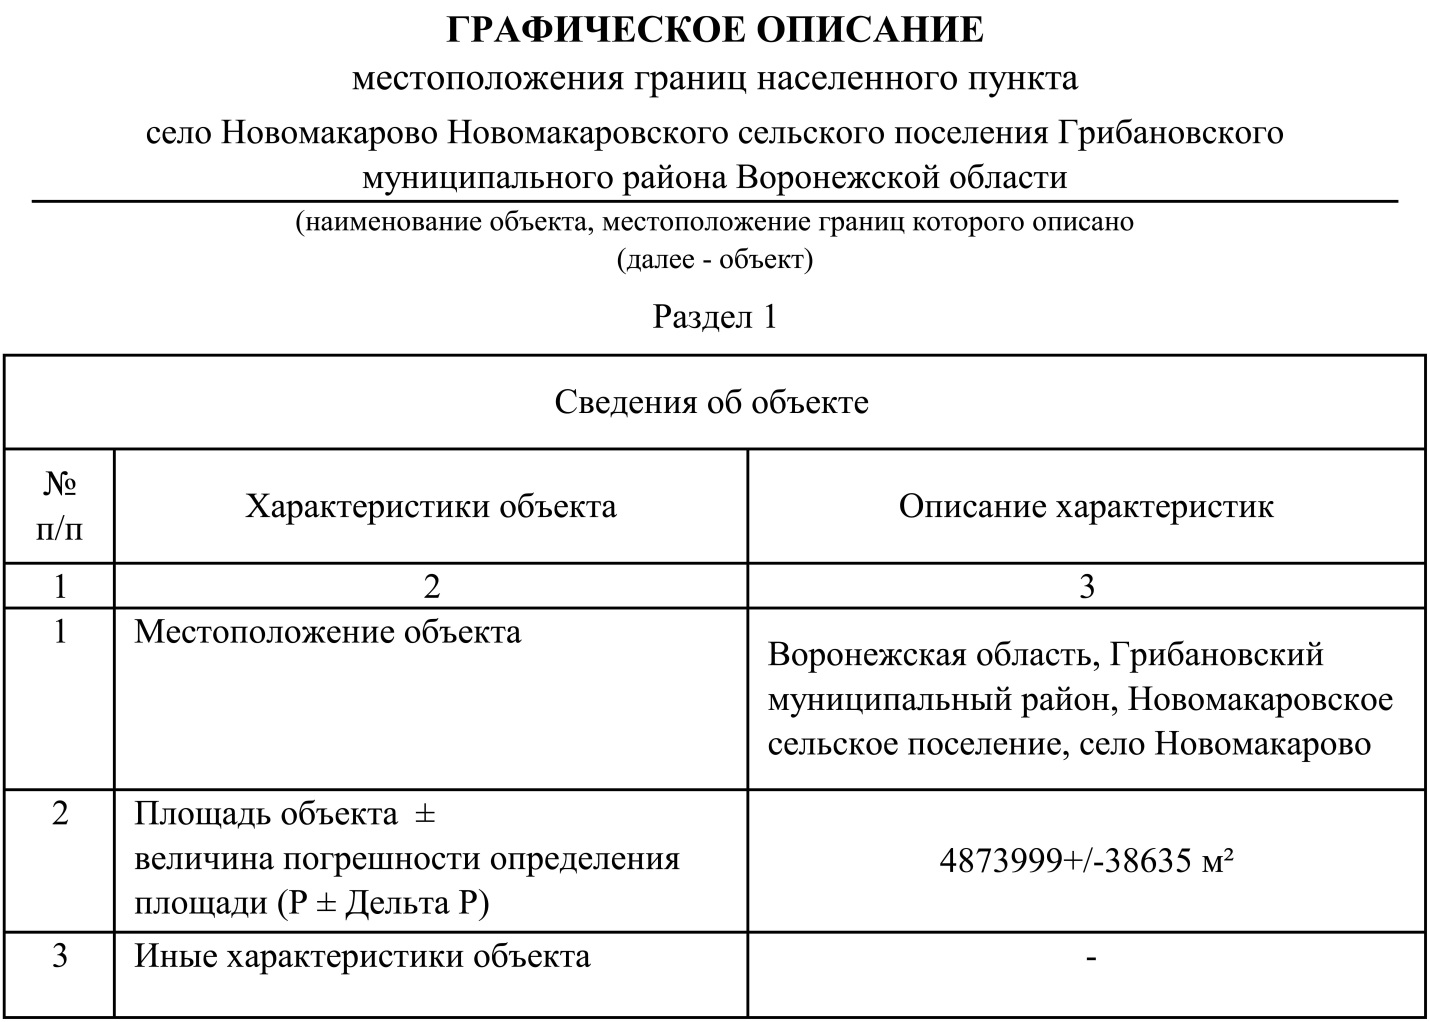 ГРАФИЧЕСКОЕ ОПИСАНИЕ
местоположения границ населенного пункта
село Новомакарово Новомакаровского сельского поселения Грибановского
муниципального района Воронежской области
(наименование объекта, местоположение границ которого описано
(далее - объект)
Раздел 1
Сведения об объекте
№
п/п
Характеристики объекта
Описание характеристик
1
2
3
1
Местоположение объекта
Воронежская область, Грибановский
муниципальный район, Новомакаровское
сельское поселение, село Новомакарово
2
Площадь объекта ±
величина погрешности определения
площади (P ± Дельта P)
4873999+/-38635 м²
3
Иные характеристики объекта
-